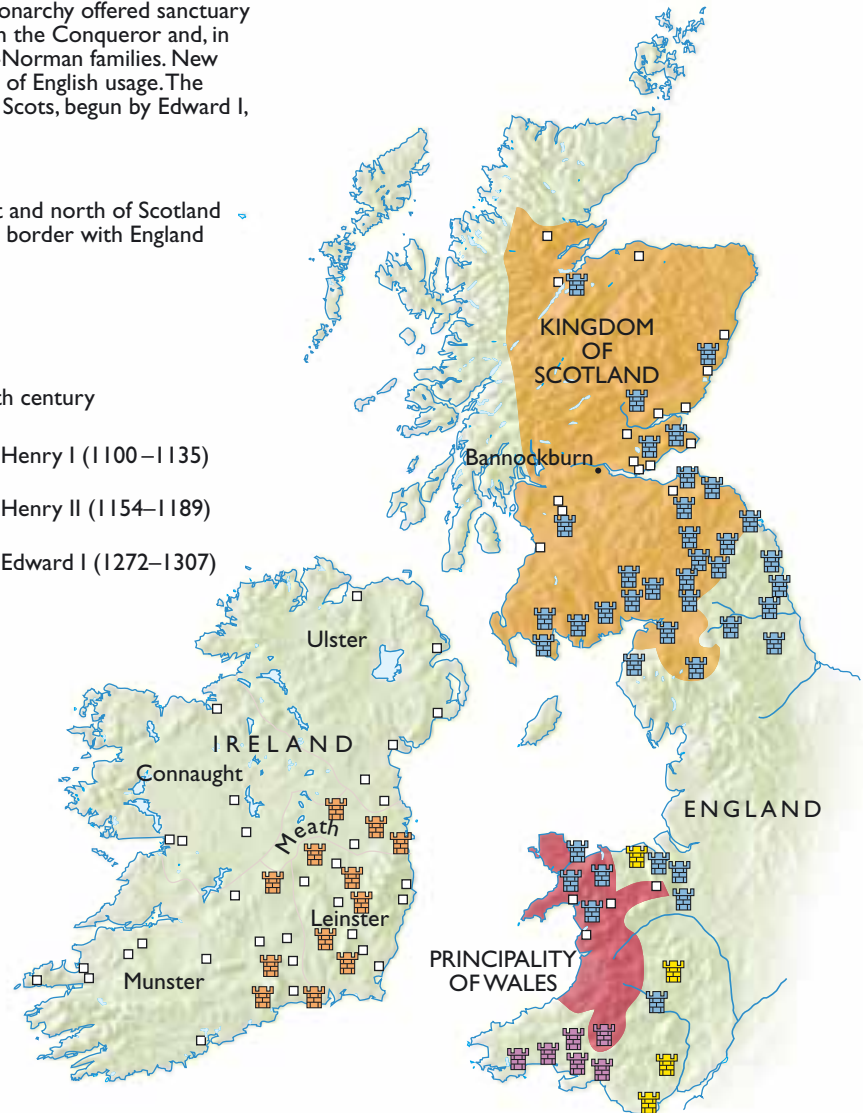 onarchy offered sanctuary
n the Conqueror and, in
-Norman families. New
of English usage. The
Scots, begun by Edward I,
t and north of Scotland
border with England
th century
Henry I (1100–1135)
Henry II (1154–1189)
Edward I (1272–1307)
KINGDOM
OF
SCOTLAND
Bannockburn
Ulster
IRELAND
Connaught
Meath
ENGLAND
Leinster
Munster
PRINCIPALITY
OF WALES